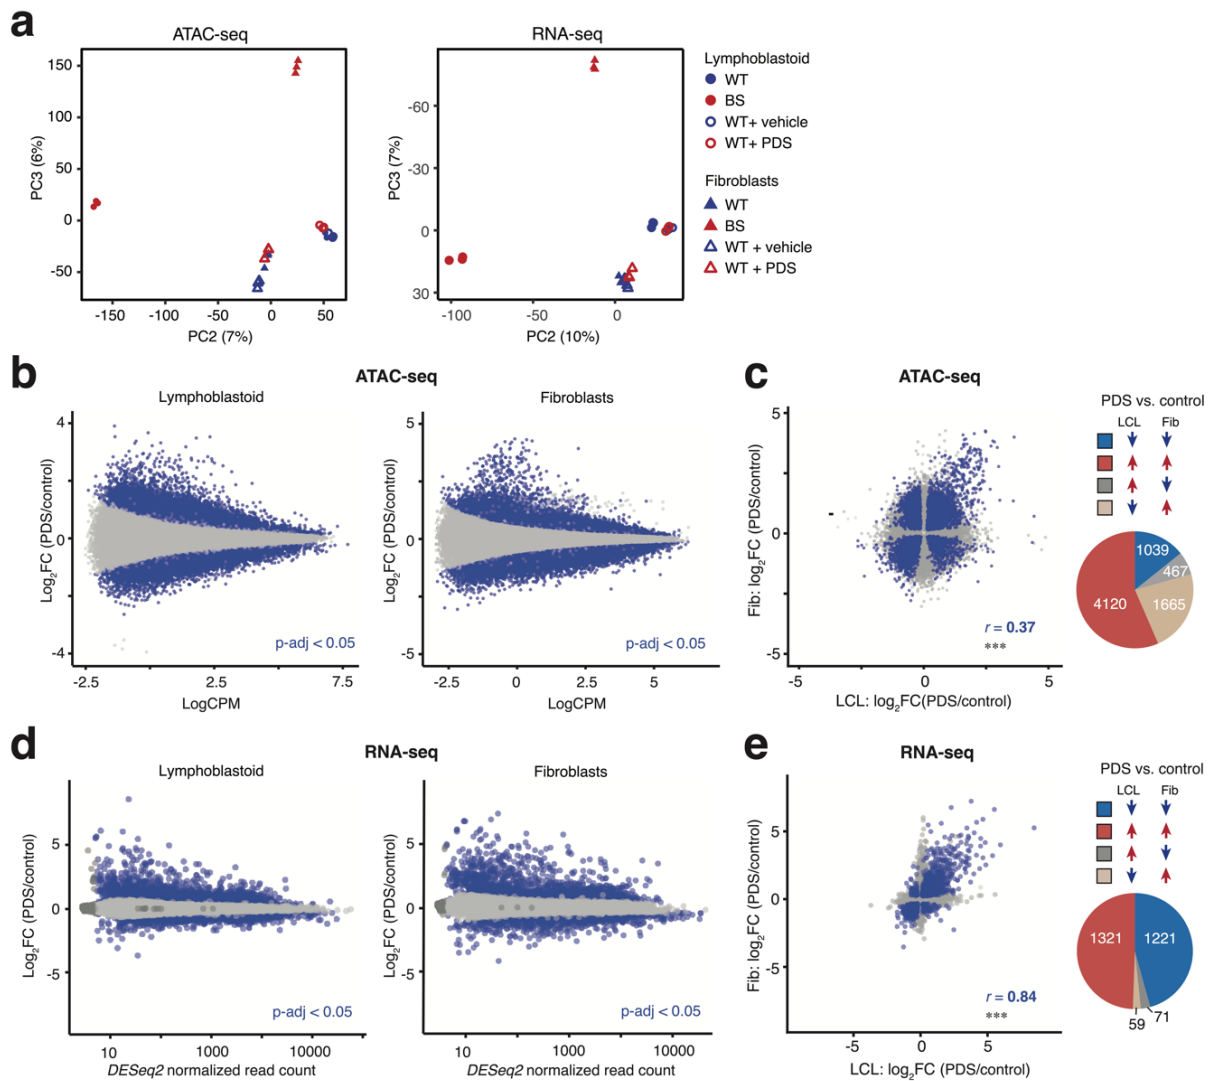 a
ATAC-seq
RNA-seq
150
100
50
0
-50
PC3 (6%)
-150
-100
-50
0
50
PC2 (7%)
-60
-30
0
30
PC3 (7%)
-100
-50
0
PC2 (10%)
Lymphoblastoid
WT
BS
WT+ vehicle
WT+ PDS
Fibroblasts
WT
BS
WT + vehicle
WT + PDS
b
ATAC-seq
Lymphoblastoid
Fibroblasts
Log2FC (PDS/control)
4
0
-4
p-adj < 0.05
-2.5
2.5
7.5
LogCPM
Log2FC (PDS/control)
5
0
-5
p-adj < 0.05
-2.5
0
2.5
5
LogCPM
c
ATAC-seq
Fib: log2FC (PDS/control)
5
0
-5
r = 0.37
***
-5
0
5
LCL: log2FC(PDS/control)
PDS vs. control
LCL Fib
1039
467
1665
4120
d
RNA-seq
Lymphoblastoid
Fibroblasts
Log2FC (PDS/control)
5
0
-5
p-adj < 0.05
10
1000
10000
DESeq2 normalized read count
Log2FC (PDS/control)
5
0
-5
p-adj < 0.05
10
1000
10000
DESeq2 normalized read count
e
RNA-seq
Fib: log2FC (PDS/control)
5
0
-5
r = 0.84
***
-5
0
5
LCL: log2FC (PDS/control)
PDS vs. control
LCL Fib
1321
1221
59
71